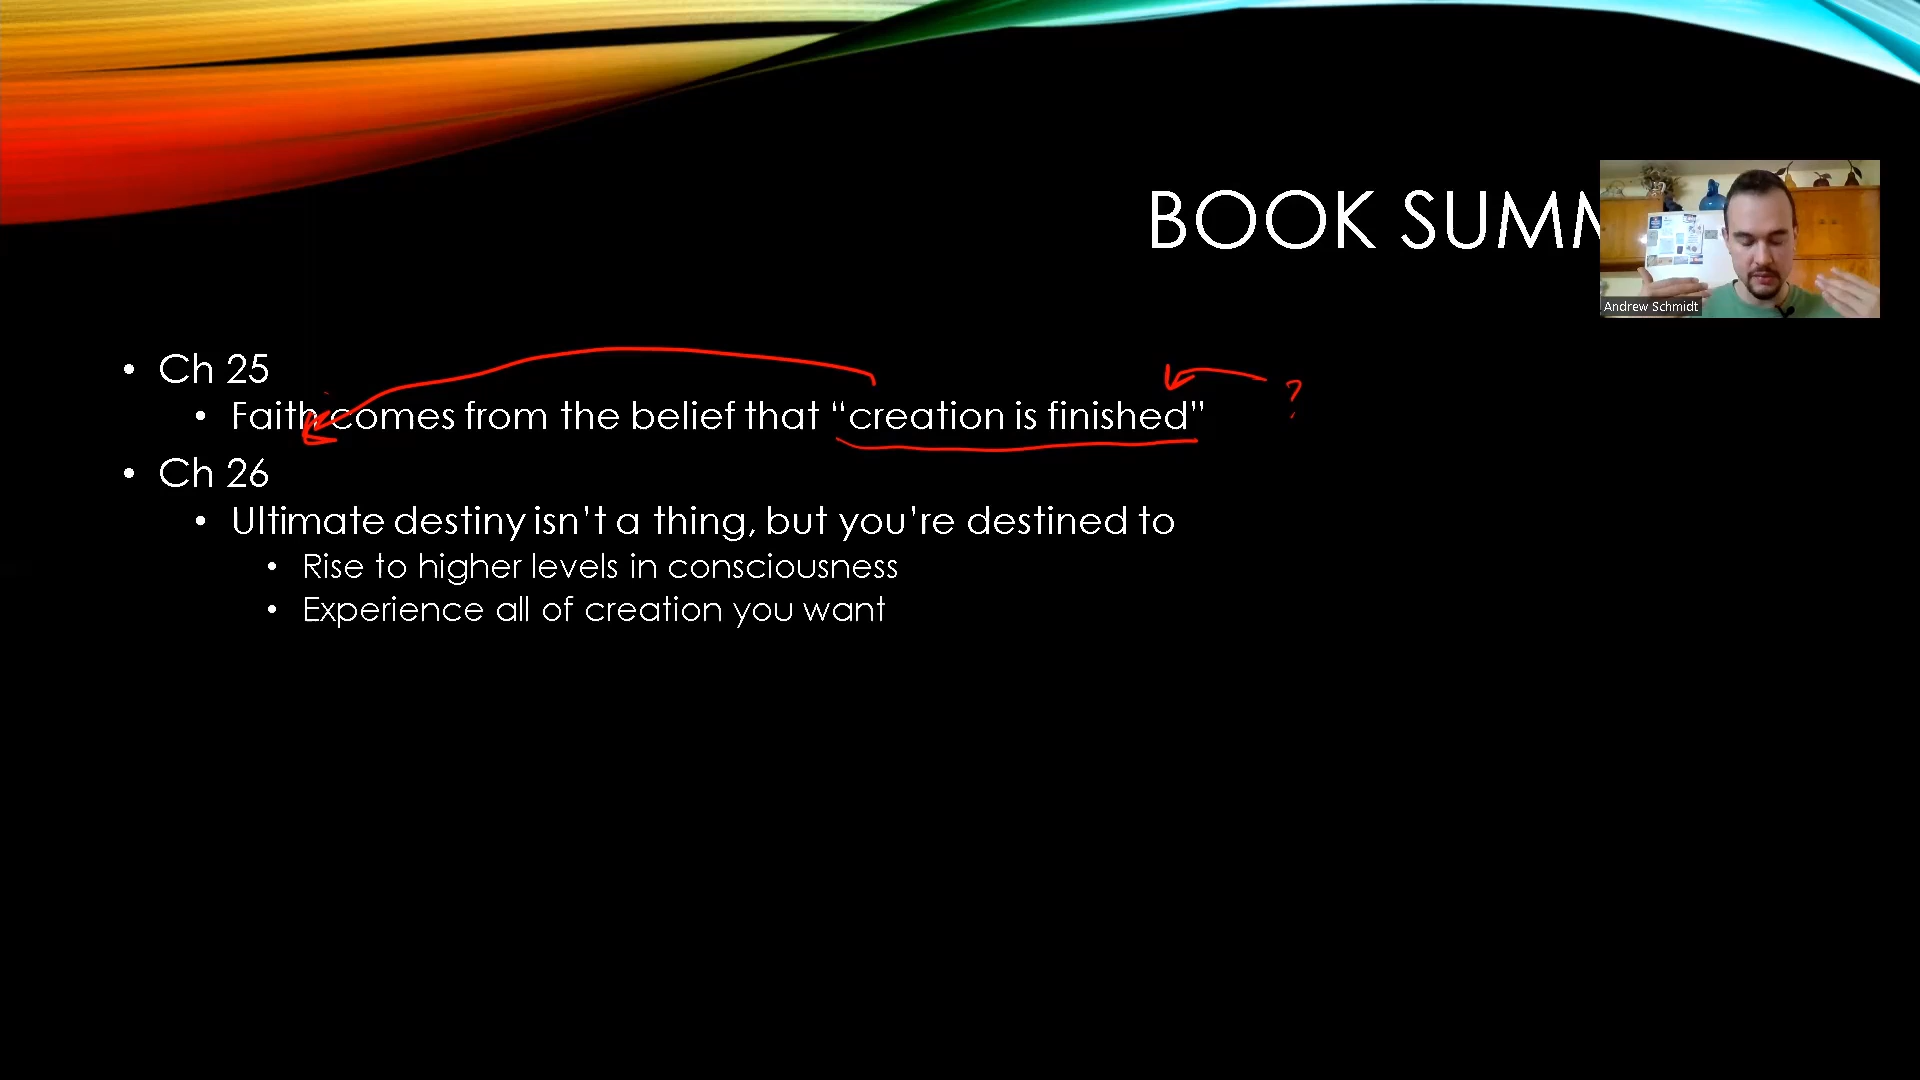 BOOK SUMM
Andrew Schmidt
• Ch 25
• Faith comes from the belief that “creation is finished”
?
• Ch 26
• Ultimate destiny isn’t a thing, but you’re destined to
• Rise to higher levels in consciousness
• Experience all of creation you want